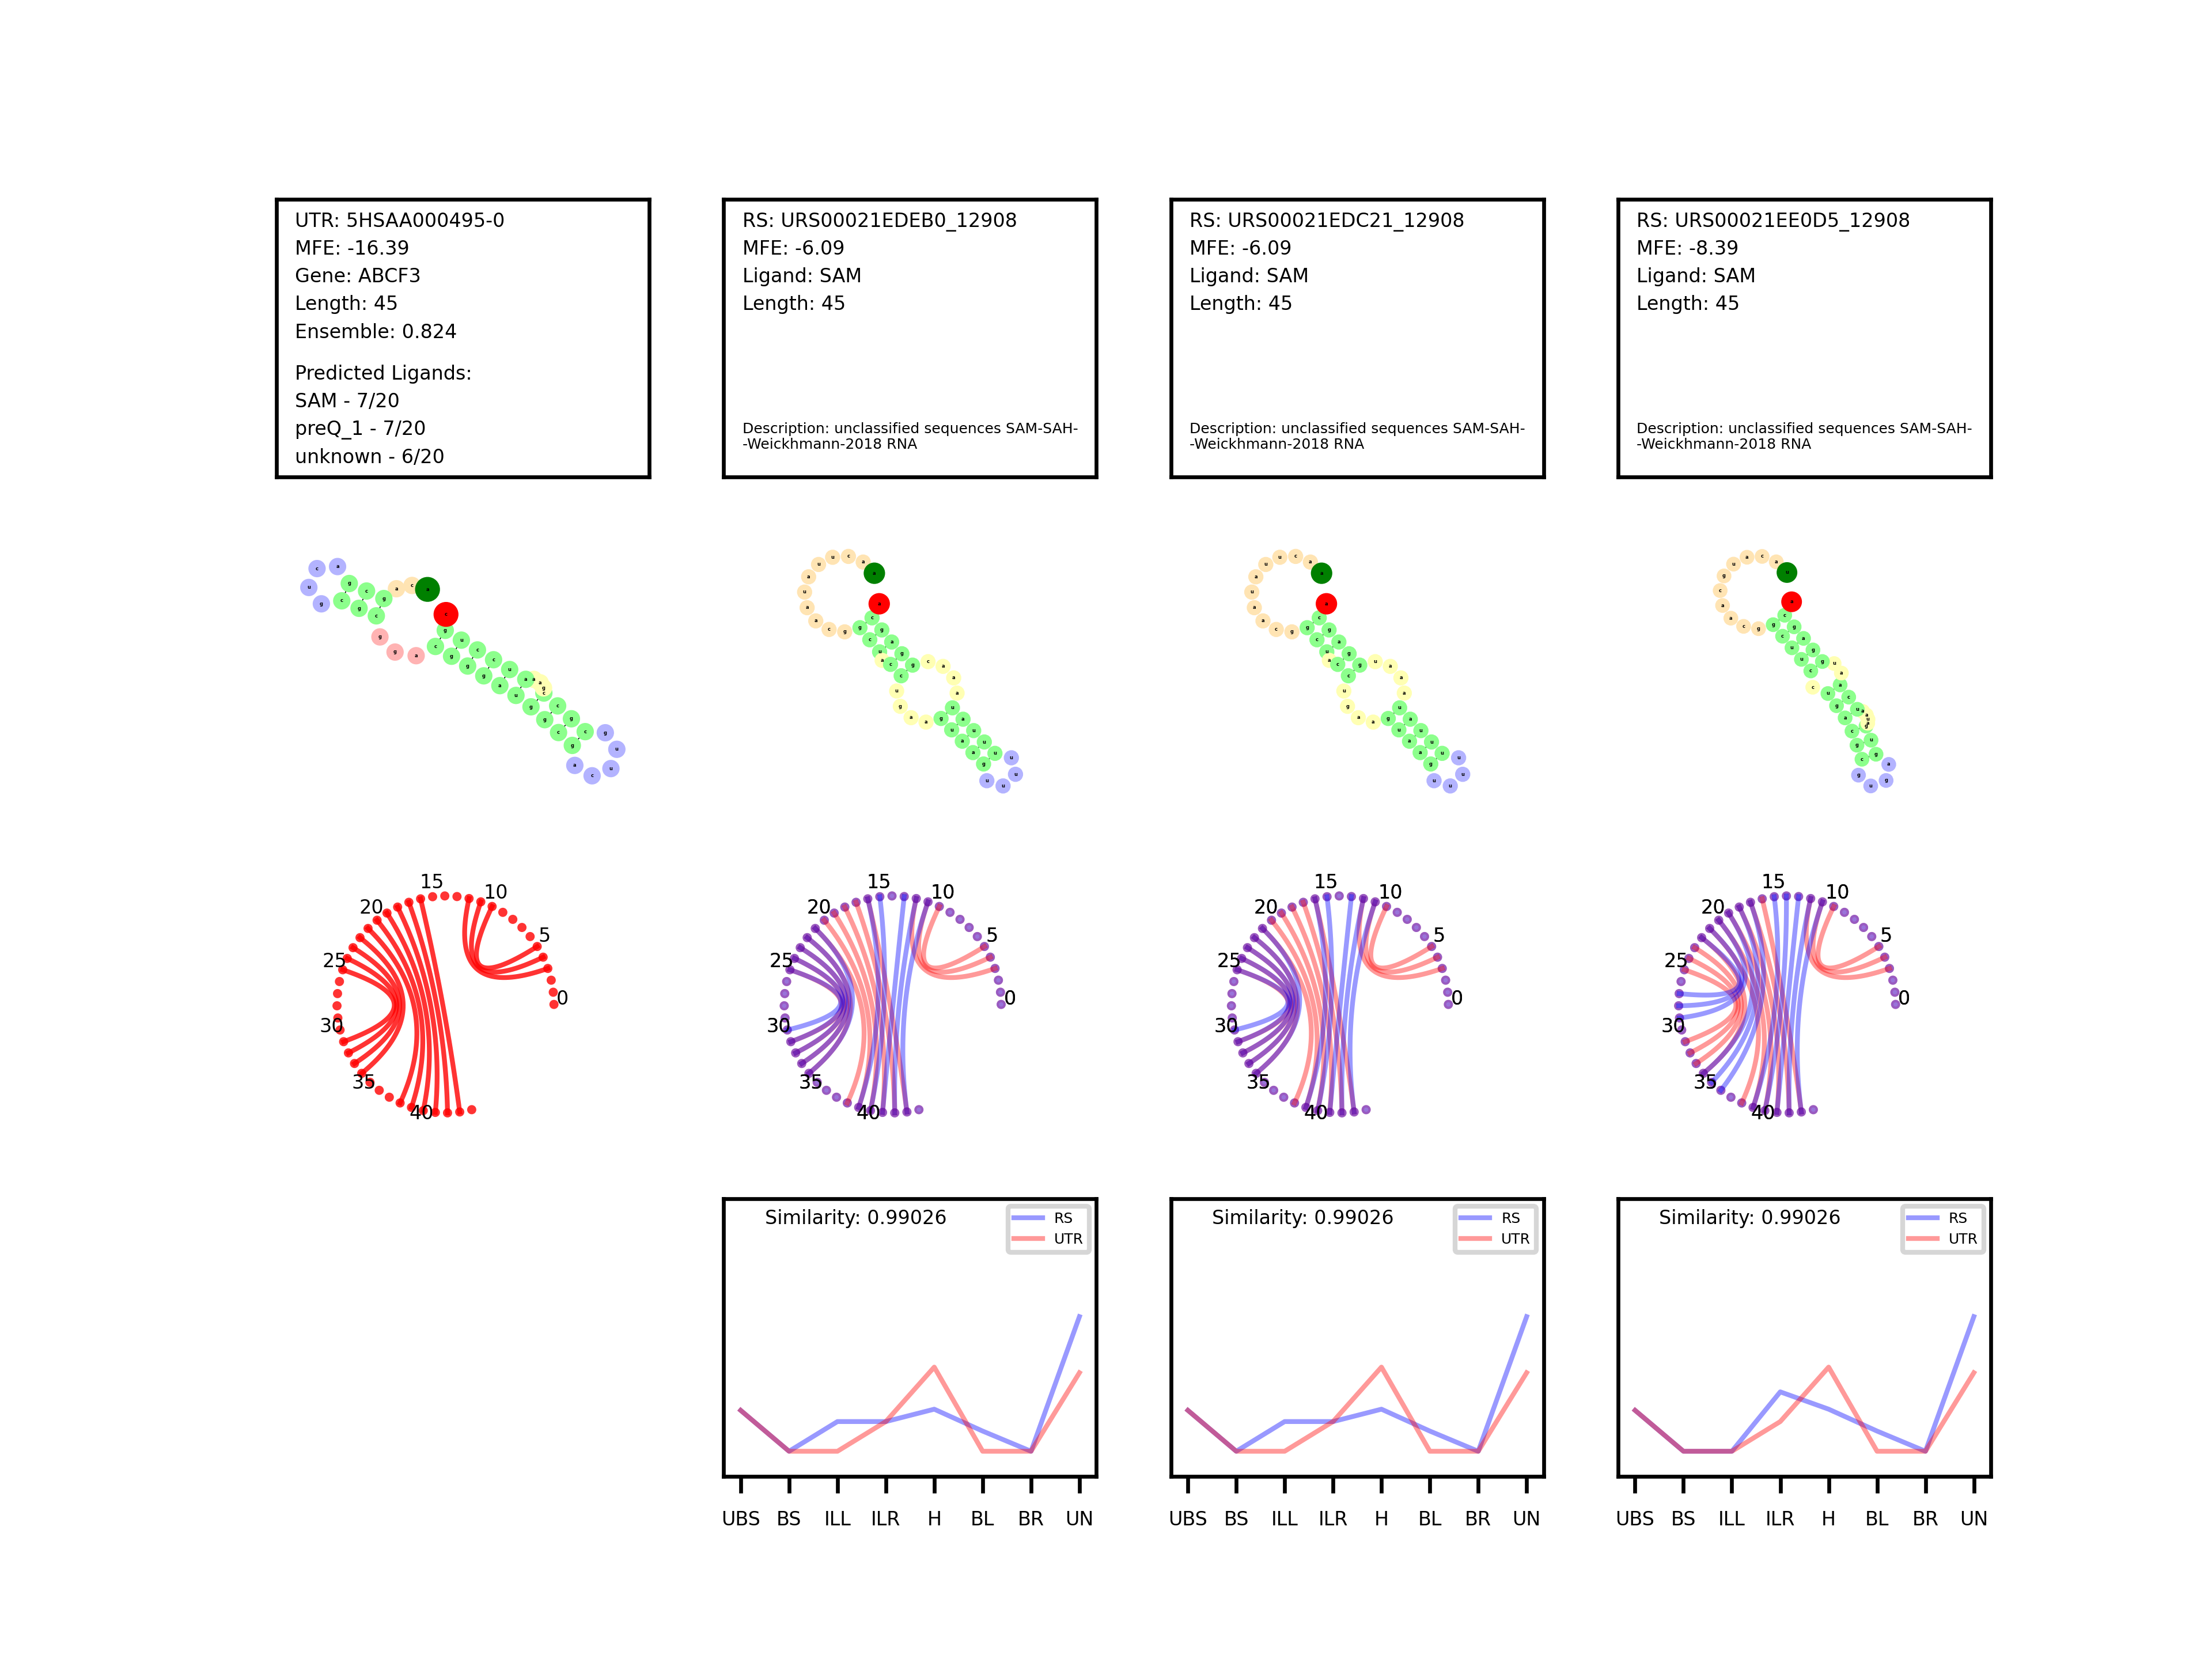 UTR: 5HSAA000495-0
MFE: -16.39
Gene: ABCF3
Length: 45
Ensemble: 0.824
Predicted Ligands:
SAM - 7/20
preQ_1 - 7/20
unknown - 6/20
RS: URS00021EDEB0_12908
MFE: -6.09
Ligand: SAM
Length: 45
Description: unclassified sequences SAM-SAH-
-Weickhmann-2018 RNA
RS: URS00021EDC21_12908
MFE: -6.09
Ligand: SAM
Length: 45
Description: unclassified sequences SAM-SAH-
-Weickhmann-2018 RNA
RS: URS00021EE0D5_12908
MFE: -8.39
Ligand: SAM
Length: 45
Description: unclassified sequences SAM-SAH-
-Weickhmann-2018 RNA
0 5 10 15 20 25 30 35 40
0 5 10 15 20 25 30 35 40
0 5 10 15 20 25 30 35 40
0 5 10 15 20 25 30 35 40
Similarity: 0.99026
RS
UTR
UBS BS ILL ILR H BL BR UN
Similarity: 0.99026
RS
UTR
UBS BS ILL ILR H BL BR UN
Similarity: 0.99026
RS
UTR
UBS BS ILL ILR H BL BR UN